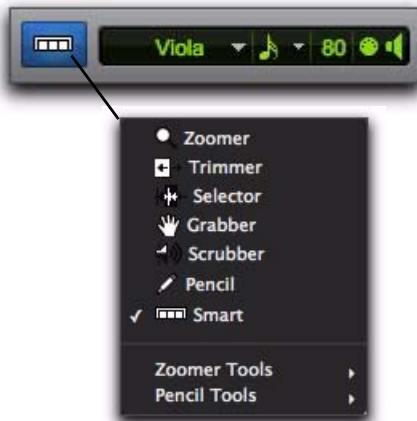 Viola 80
Zoomer
Trimmer
Selector
Grabber
Scrubber
Pencil
Smart
Zoomer Tools
Pencil Tools